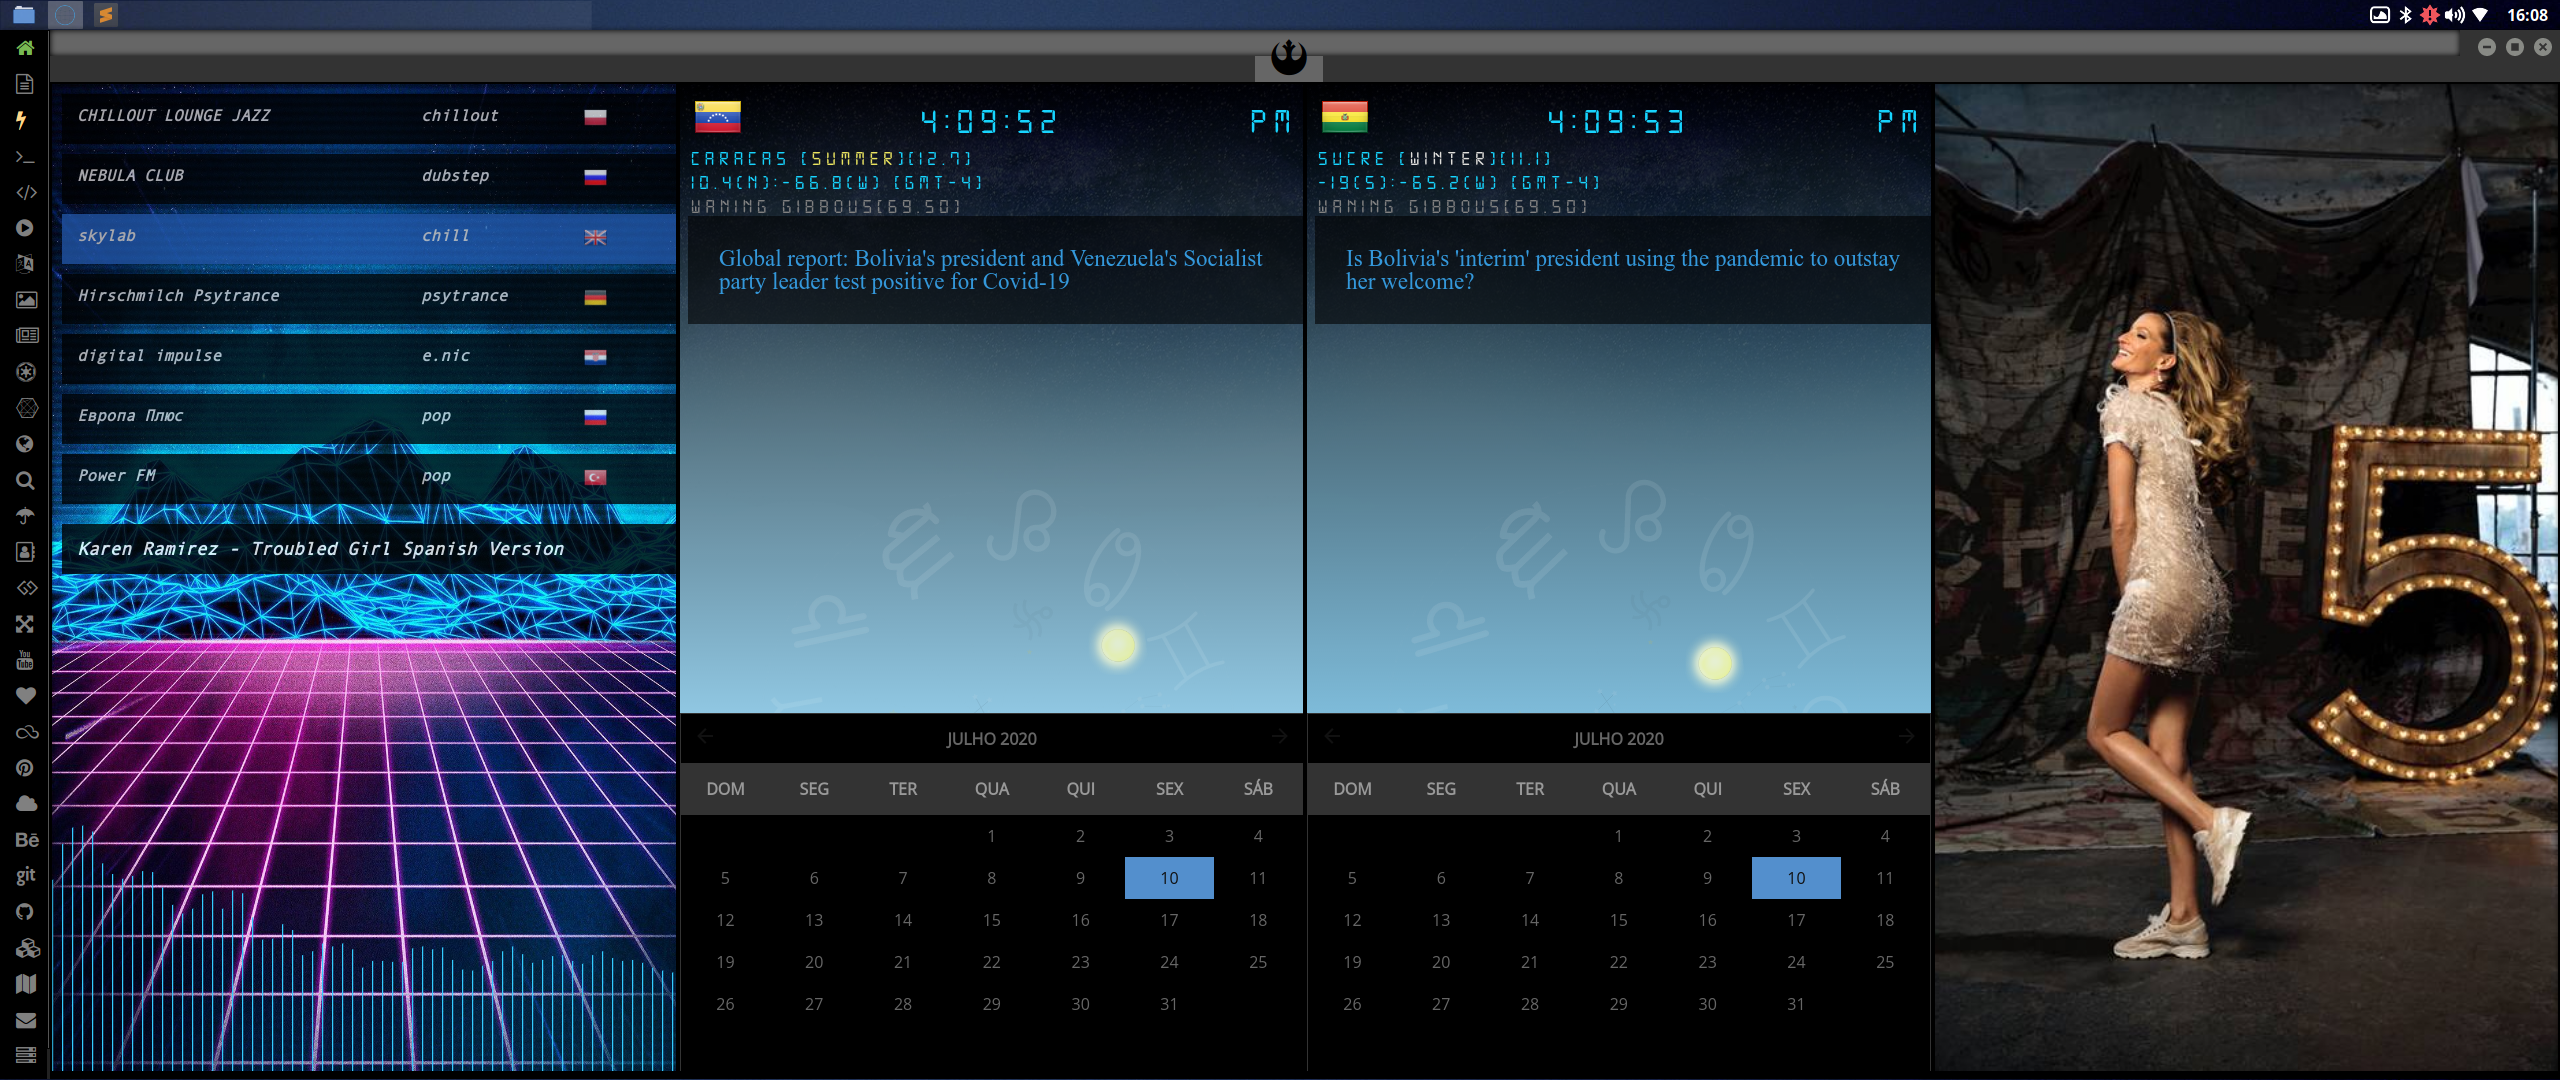 16:08
CHILLOUT LOUNGE JAZZ chillout
NEBULA CLUB dubstep
skylab chill
Hirschmilch Psytrance psytrance
digital impulse e.nic
Европа Плюс pop
Power FM pop
Karen Ramirez - Troubled Girl Spanish Version
4:09:52 PM
CARACAS [SUMMER][12.7]
10.4(N):-66.8(W) [GMT-4]
WANING GIBBOUS[69.50]
Global report: Bolivia's president and Venezuela's Socialist
party leader test positive for Covid-19
JULHO 2020
DOM SEG TER QUA QUI SEX SÁB
1 2 3 4
5 6 7 8 9 10 11
12 13 14 15 16 17 18
19 20 21 22 23 24 25
26 27 28 29 30 31
4:09:53 PM
SUCRE [WINTER][11.1]
-19(S):-65.2(W) [GMT-4]
WANING GIBBOUS[69.50]
Is Bolivia's 'interim' president using the pandemic to outstay
her welcome?
JULHO 2020
DOM SEG TER QUA QUI SEX SÁB
1 2 3 4
5 6 7 8 9 10 11
12 13 14 15 16 17 18
19 20 21 22 23 24 25
26 27 28 29 30 31
5
You
Tube
Bē
git